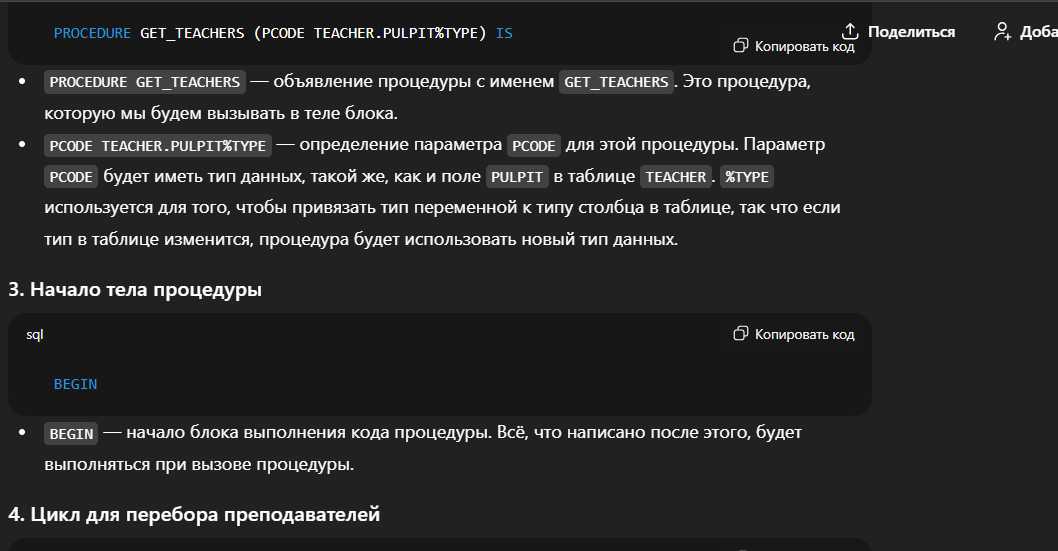 PROCEDURE GET_TEACHERS (PCODE TEACHER.PULPIT%TYPE) IS
Копировать код
Поделиться
Доба
• PROCEDURE GET_TEACHERS — объявление процедуры с именем GET_TEACHERS. Это процедура,
которую мы будем вызывать в теле блока.
• PCODE TEACHER.PULPIT%TYPE — определение параметра PCODE для этой процедуры. Параметр
PCODE будет иметь тип данных, такой же, как и поле PULPIT в таблице TEACHER. %TYPE
используется для того, чтобы привязать тип переменной к типу столбца в таблице, так что если
тип в таблице изменится, процедура будет использовать новый тип данных.
3. Начало тела процедуры
sql
Копировать код
BEGIN
• BEGIN — начало блока выполнения кода процедуры. Всё, что написано после этого, будет
выполняться при вызове процедуры.
4. Цикл для перебора преподавателей